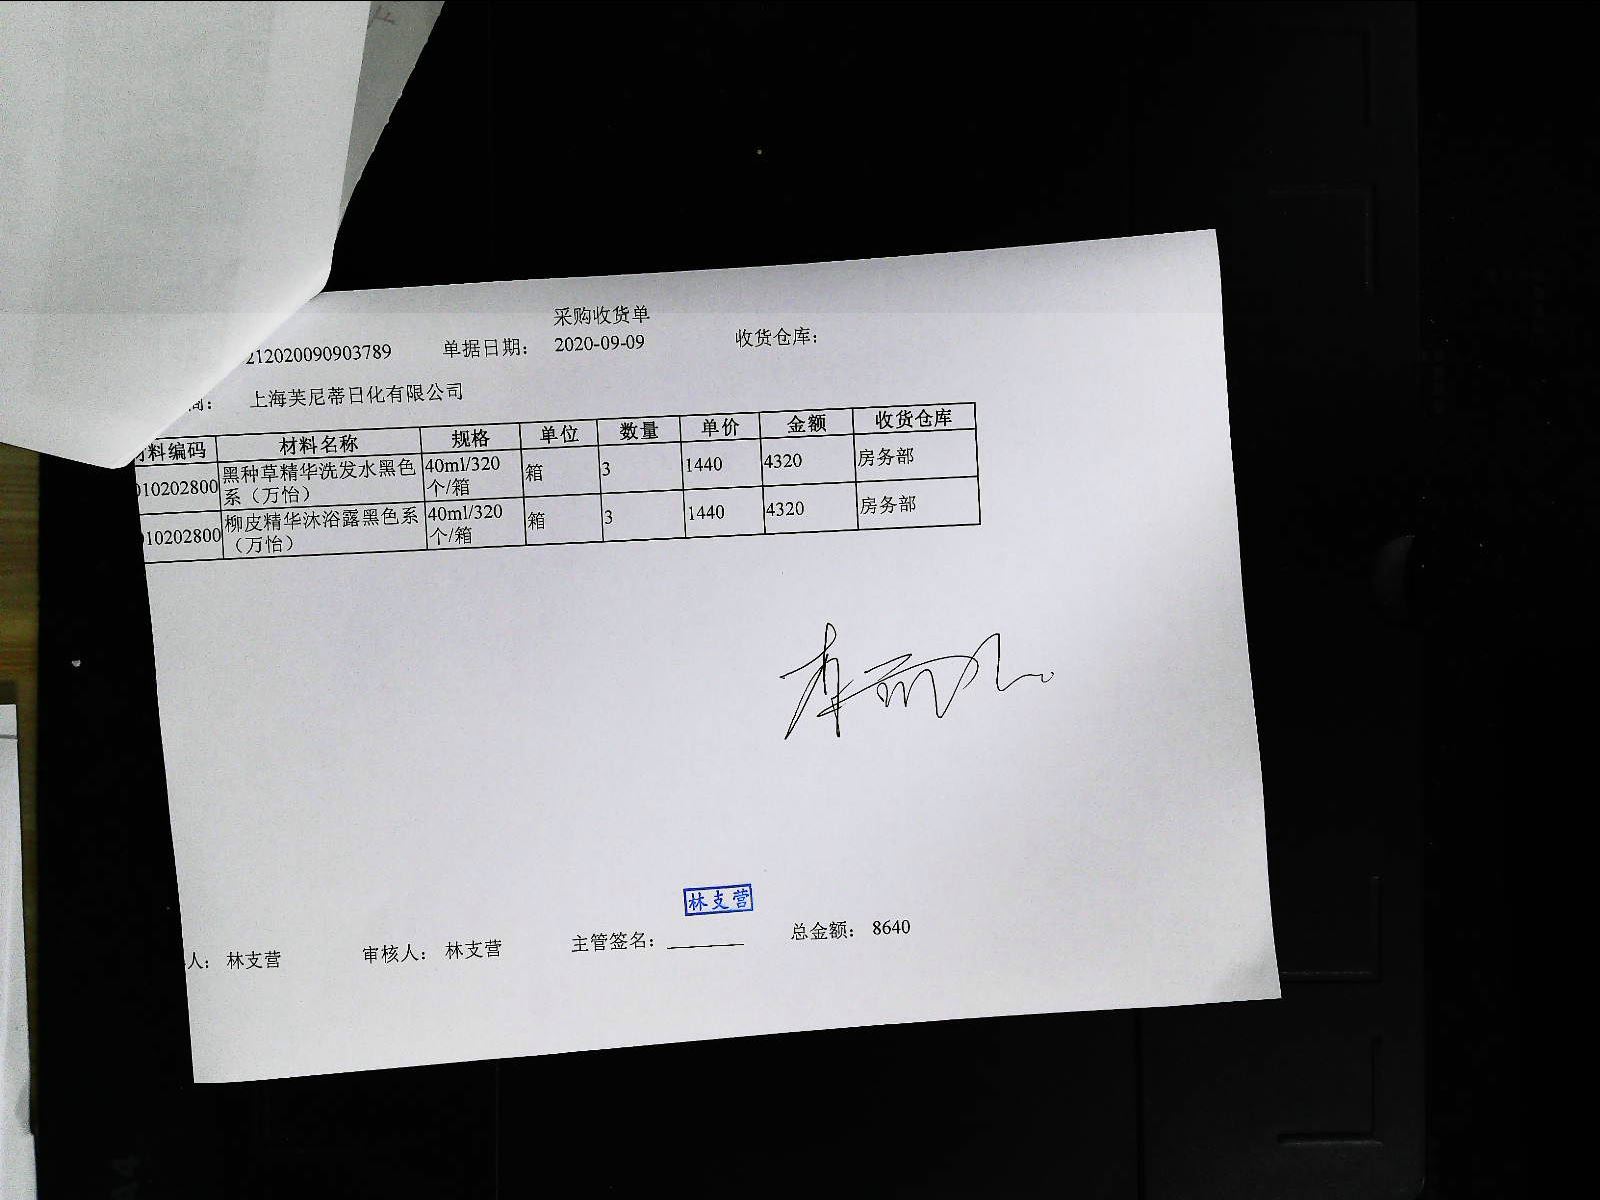 采购收货单
212020090903789 单据日期： 2020-09-09 收货仓库：
商： 上海芙尼蒂日化有限公司
料编码 材料名称 规格 单位 数量 单价 金额 收货仓库
010202800 黑种草精华洗发水黑色系（万怡） 40ml/320个/箱 箱 3 1440 4320 房务部
010202800 柳皮精华沐浴露黑色系（万怡） 40ml/320个/箱 箱 3 1440 4320 房务部
林支营
人： 林支营 审核人： 林支营 主管签名： 总金额： 8640